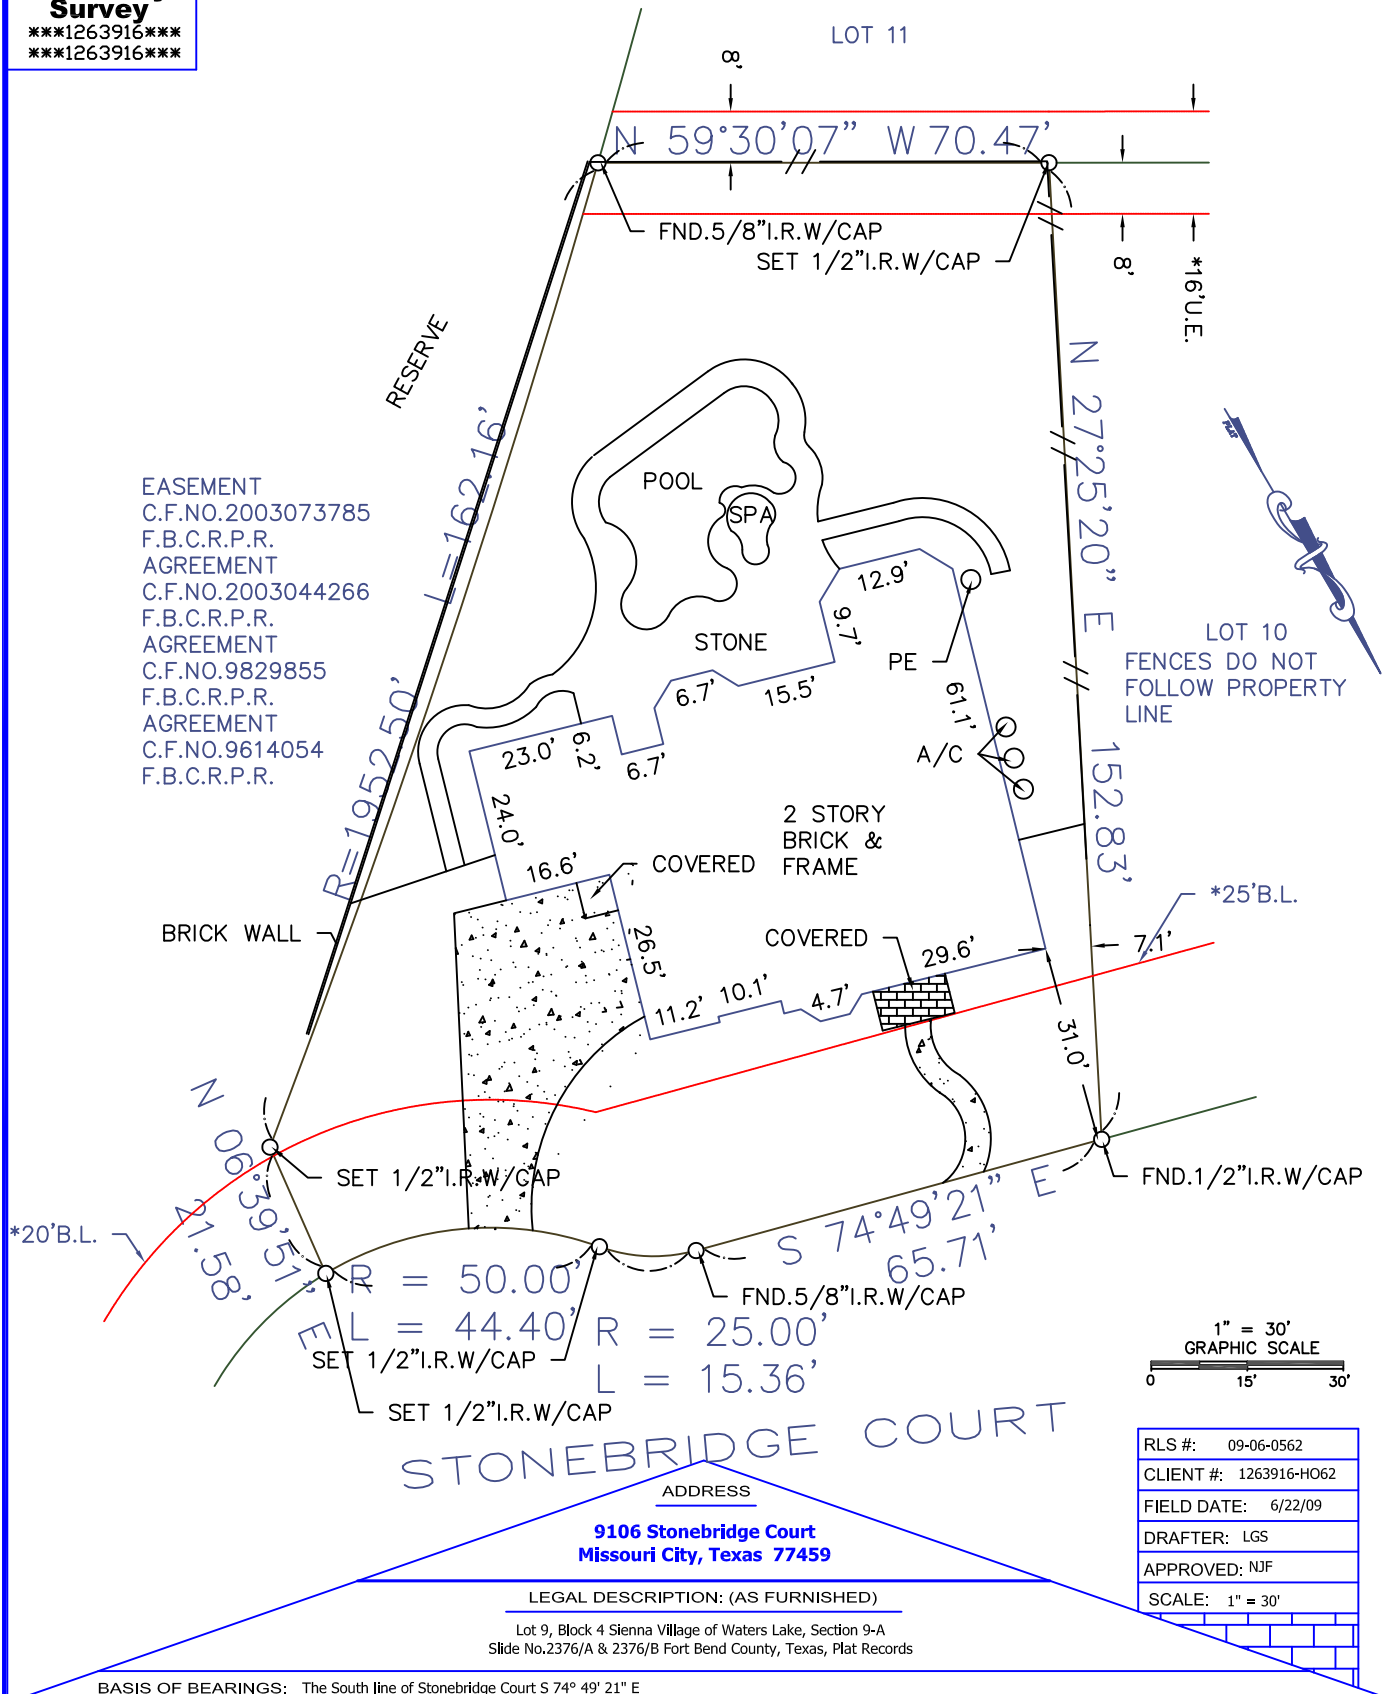 Survey
***1263916***
***1263916***
LOT 11
8'
N 59°30'07" W 70.47'
FND.5/8"I.R.W/CAP
SET 1/2"I.R.W/CAP
8'
*16'U.E.
RESERVE
N 27°25'20" E 152.83'
PLAT
L=162.16'
R=1952.50'
POOL
SPA
EASEMENT
C.F.NO.2003073785
F.B.C.R.P.R.
AGREEMENT
C.F.NO.2003044266
F.B.C.R.P.R.
AGREEMENT
C.F.NO.9829855
F.B.C.R.P.R.
AGREEMENT
C.F.NO.9614054
F.B.C.R.P.R.
12.9'
9.7'
STONE
PE
LOT 10
FENCES DO NOT
FOLLOW PROPERTY
LINE
6.7'
15.5'
61.1'
23.0'
6.2'
6.7'
A/C
24.0'
2 STORY
BRICK &
FRAME
16.6'
COVERED
*25'B.L.
BRICK WALL
26.5'
COVERED
29.6'
7.1'
11.2'
10.1'
4.7'
31.0'
N 06°39'51" E
21.58'
SET 1/2"I.R.W/CAP
FND.1/2"I.R.W/CAP
*20'B.L.
S 74°49'21" E
65.71'
R = 50.00'
L = 44.40'
FND.5/8"I.R.W/CAP
R = 25.00'
L = 15.36'
SET 1/2"I.R.W/CAP
SET 1/2"I.R.W/CAP
1" = 30'
GRAPHIC SCALE
0 15' 30'
STONEBRIDGE COURT
RLS #: 09-06-0562
CLIENT #: 1263916-HO62
FIELD DATE: 6/22/09
DRAFTER: LGS
APPROVED: NJF
SCALE: 1" = 30'
ADDRESS
9106 Stonebridge Court
Missouri City, Texas 77459
LEGAL DESCRIPTION: (AS FURNISHED)
Lot 9, Block 4 Sienna Village of Waters Lake, Section 9-A
Slide No.2376/A & 2376/B Fort Bend County, Texas, Plat Records
BASIS OF BEARINGS: The South line of Stonebridge Court S 74° 49' 21" E